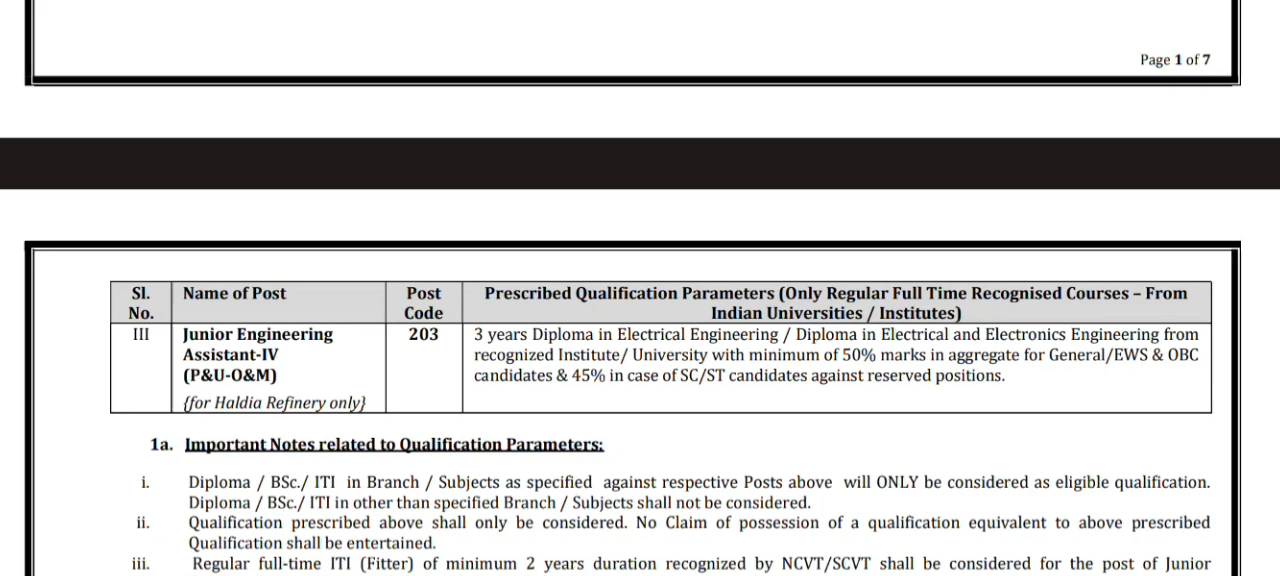 Page 1 of 7
Sl. No. Name of Post Post Code Prescribed Qualification Parameters (Only Regular Full Time Recognised Courses – From Indian Universities / Institutes)
III Junior Engineering Assistant-IV (P&U-O&M) {for Haldia Refinery only} 203 3 years Diploma in Electrical Engineering / Diploma in Electrical and Electronics Engineering from recognized Institute/ University with minimum of 50% marks in aggregate for General/EWS & OBC candidates & 45% in case of SC/ST candidates against reserved positions.
1a. Important Notes related to Qualification Parameters:
i. Diploma / BSc./ ITI in Branch / Subjects as specified against respective Posts above will ONLY be considered as eligible qualification.
Diploma / BSc./ ITI in other than specified Branch / Subjects shall not be considered.
ii. Qualification prescribed above shall only be considered. No Claim of possession of a qualification equivalent to above prescribed
Qualification shall be entertained.
iii. Regular full-time ITI (Fitter) of minimum 2 years duration recognized by NCVT/SCVT shall be considered for the post of Junior